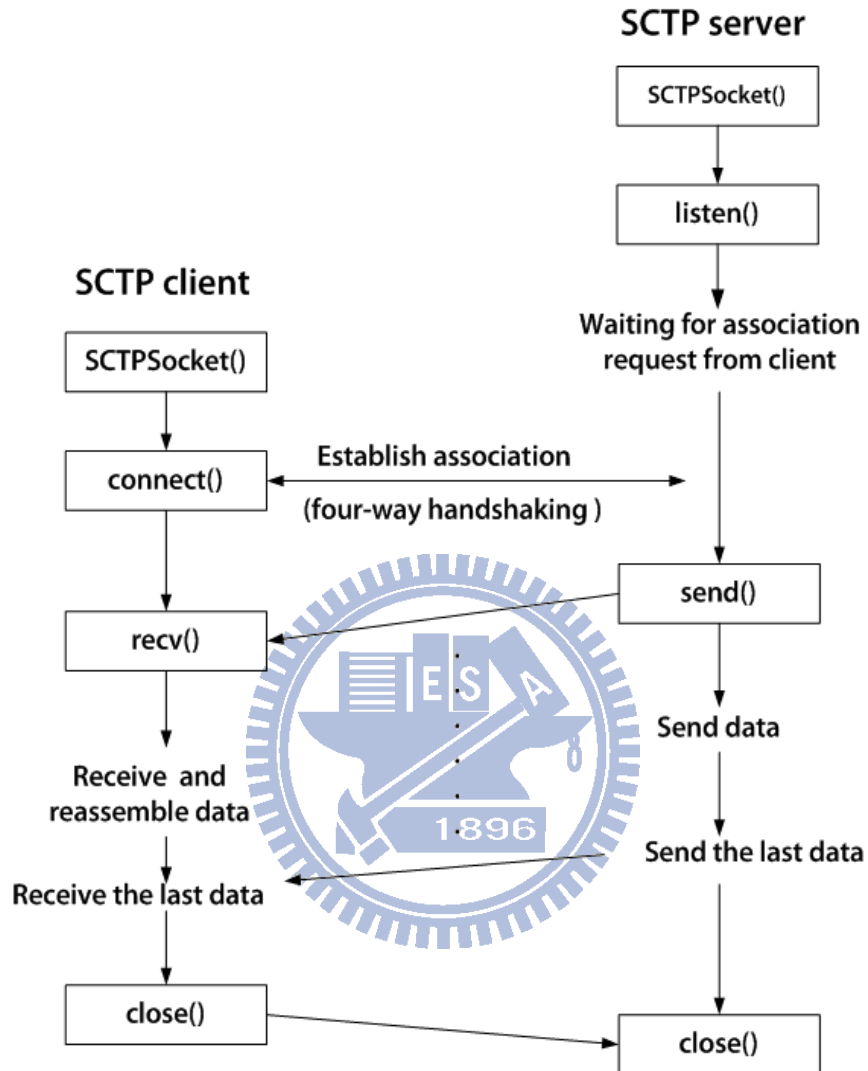 SCTP server
SCTPSocket()
listen()
Waiting for association
request from client
SCTP client
SCTPSocket()
connect()
Establish association
(four-way handshaking )
send()
recv()
E S A
Send data
Receive and
reassemble data
1896
Send the last data
Receive the last data
close()
close()